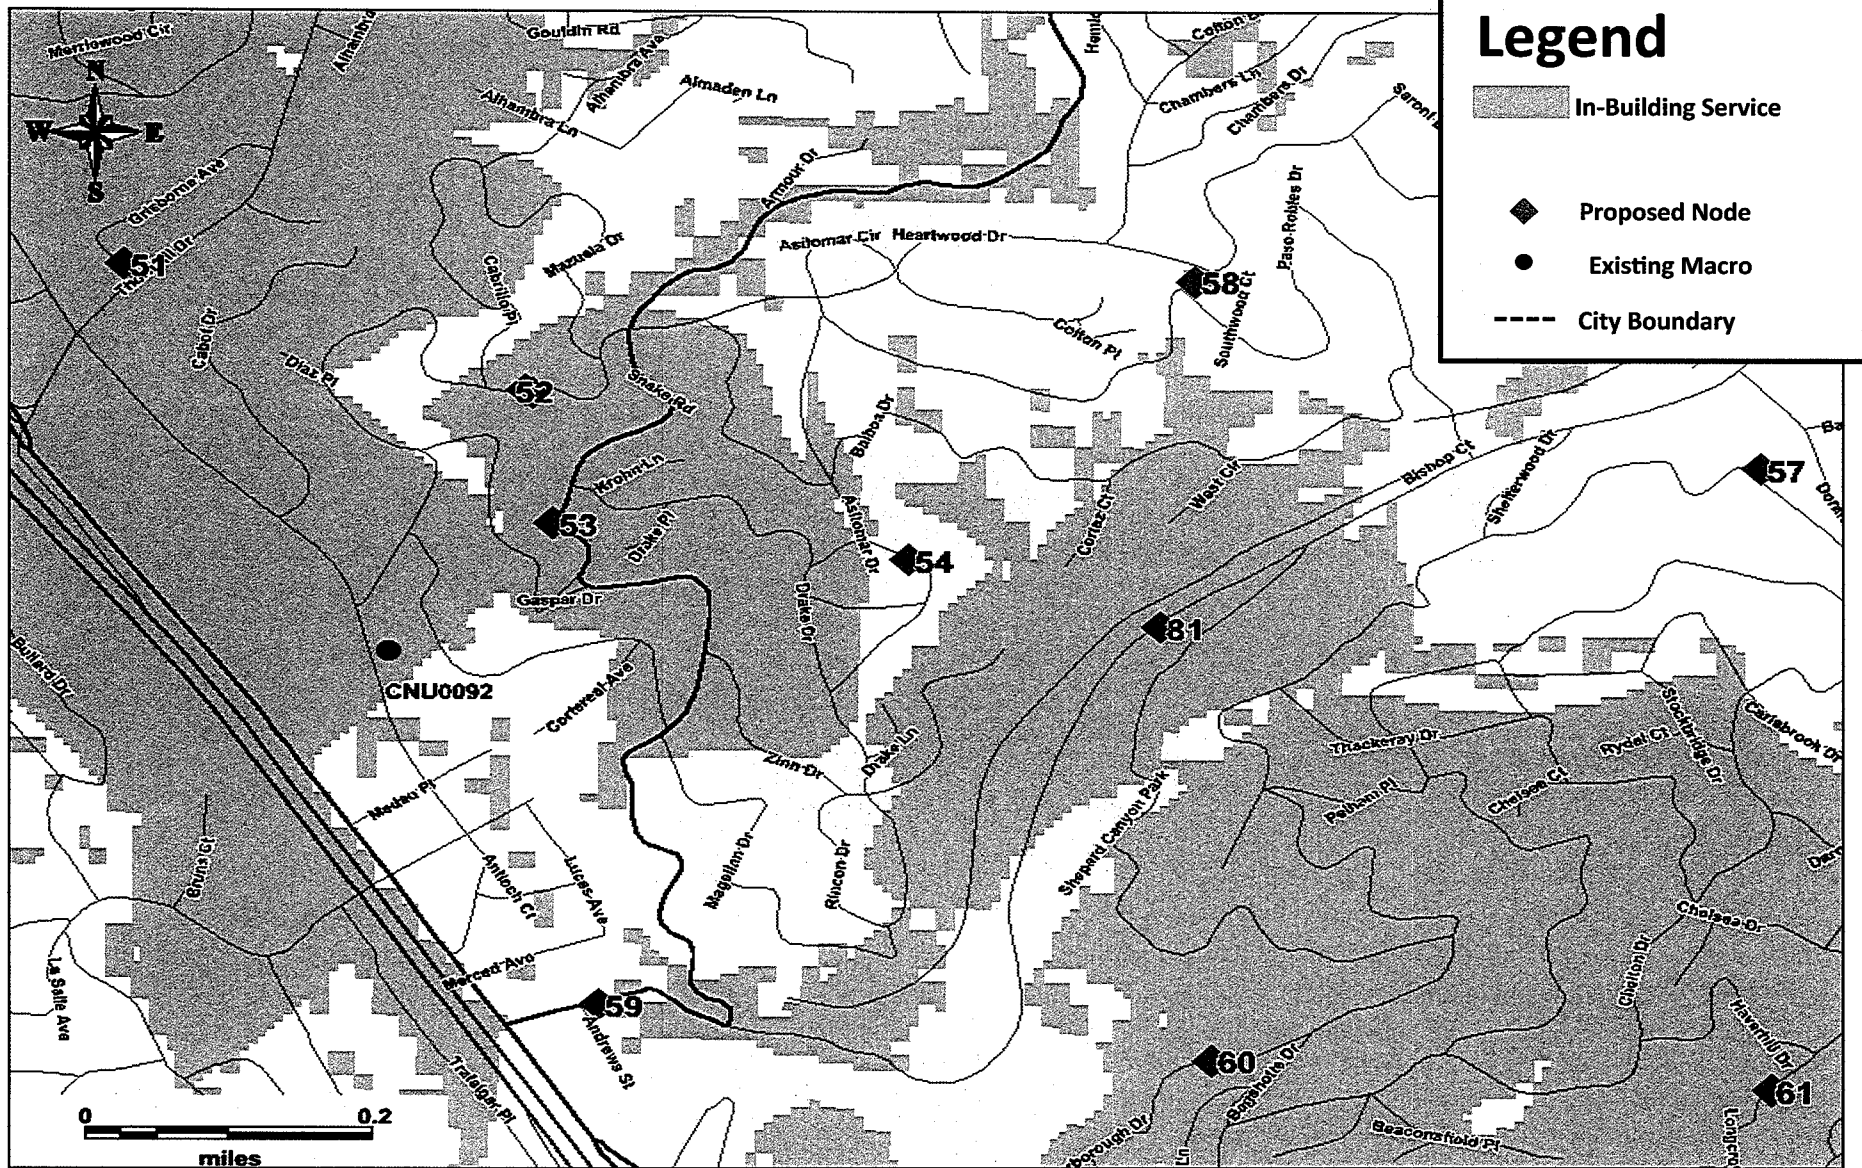 Legend
In-Building Service
Proposed Node
Existing Macro
City Boundary
Merriewood Cir
Gouldin Rd
Alhambra Ave
Almaden Ln
Alhambra Ln
Chambers Ln
Chambers Dr
N
W
E
S
Grisborne Ave
51
Armour Dr
Paso Robles Dr
Asilomar Cir
Heartwood Dr
Mazuela Dr
Cabrillo Pl
58
Southwood Ct
Colton Pl
Cabot Dr
Diaz Pl
52
Snake Rd
Balboa Dr
Krohn Ln
West Cir
Bishop Ct
Shelterwood Dr
57
53
Drake Pl
Asilomar Dr
54
Cortez Ct
Gaspar Dr
Drake Dr
81
Bullard Dr
CNU0092
Cortereal Ave
Zinn Dr
Drake Ln
Thackeray Dr
Rydal Ct
Stockbridge Dr
Carisbrook Dr
Pelham Pl
Chelsea Ct
Medau Pl
Shepard Canyon Park
Bruns Ct
Antioch Ct
Lucas Ave
Magellan Dr
Rincon Dr
Chelsea Dr
Chelton Dr
La Salle Ave
Merced Ave
59
Andrews St
Haverhill Dr
60
Bagshotte Dr
61
Trafalgar Pl
Beaconsfield Pl
0
0.2
miles